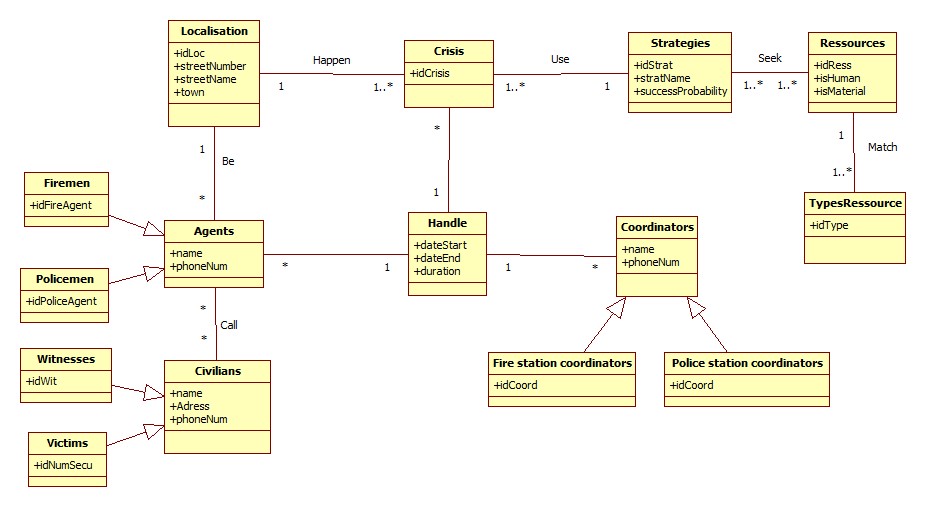 Localisation
+idLoc
+streetNumber
+streetName
+town
Happen
1
1..*
Crisis
+idCrisis
Use
1..*
1
Strategies
+idStrat
+stratName
+successProbability
Seek
1..*
1..*
Ressources
+idRess
+isHuman
+isMaterial
1
Match
1..*
TypesRessource
+idType
1
Be
*
*
1
Firemen
+idFireAgent
Agents
+name
+phoneNum
*
1
Handle
+dateStart
+dateEnd
+duration
1
*
Coordinators
+name
+phoneNum
Policemen
+idPoliceAgent
*
Call
*
Witnesses
+idWit
Civilians
+name
+Adress
+phoneNum
Fire station coordinators
+idCoord
Police station coordinators
+idCoord
Victims
+idNumSecu